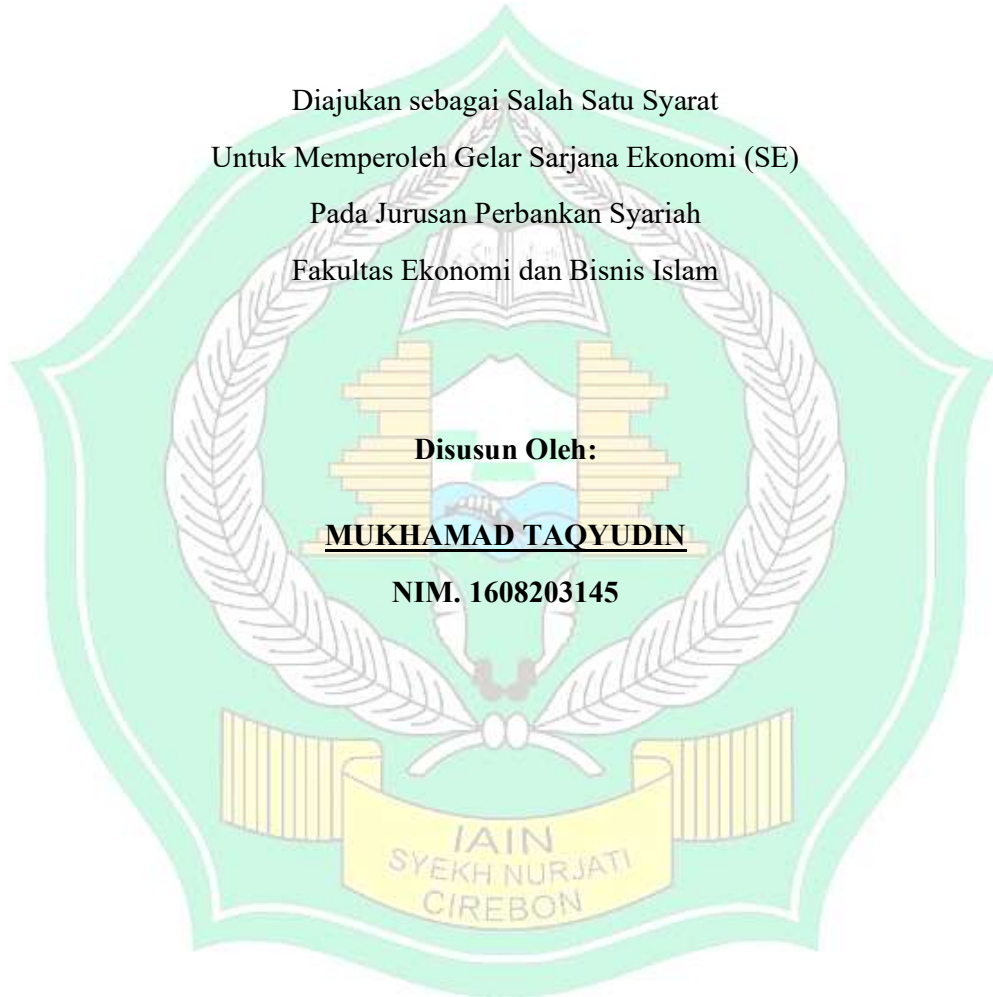 Diajukan sebagai Salah Satu Syarat
Untuk Memperoleh Gelar Sarjana Ekonomi (SE)
Pada Jurusan Perbankan Syariah
Fakultas Ekonomi dan Bisnis Islam
Disusun Oleh:
MUKHAMAD TAQYUDIN
NIM. 1608203145
IAIN
SYEKH NURJATI
CIREBON